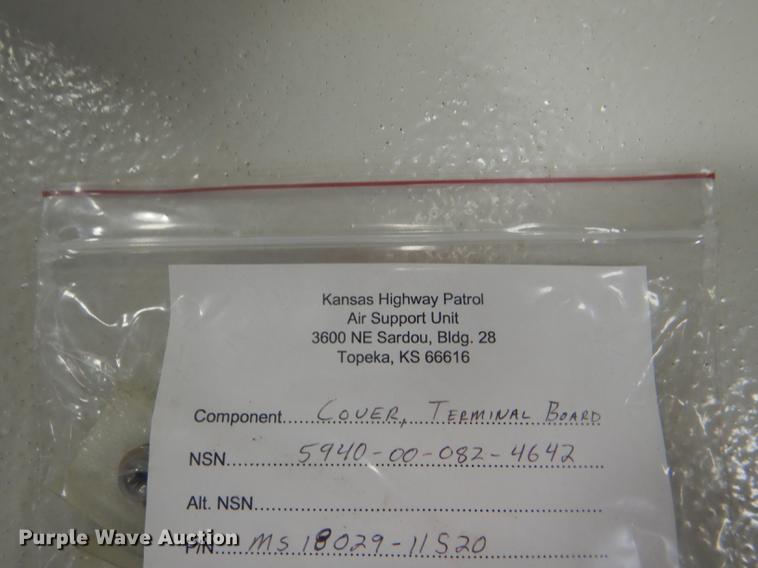 Kansas Highway Patrol
Air Support Unit
3600 NE Sardou, Bldg. 28
Topeka, KS 66616
Component.....COVER, TERMINAL BOARD
NSN.....5940-00-082-4642
Alt. NSN.....
P/N.....MS 18029-11S20
Purple Wave Auction